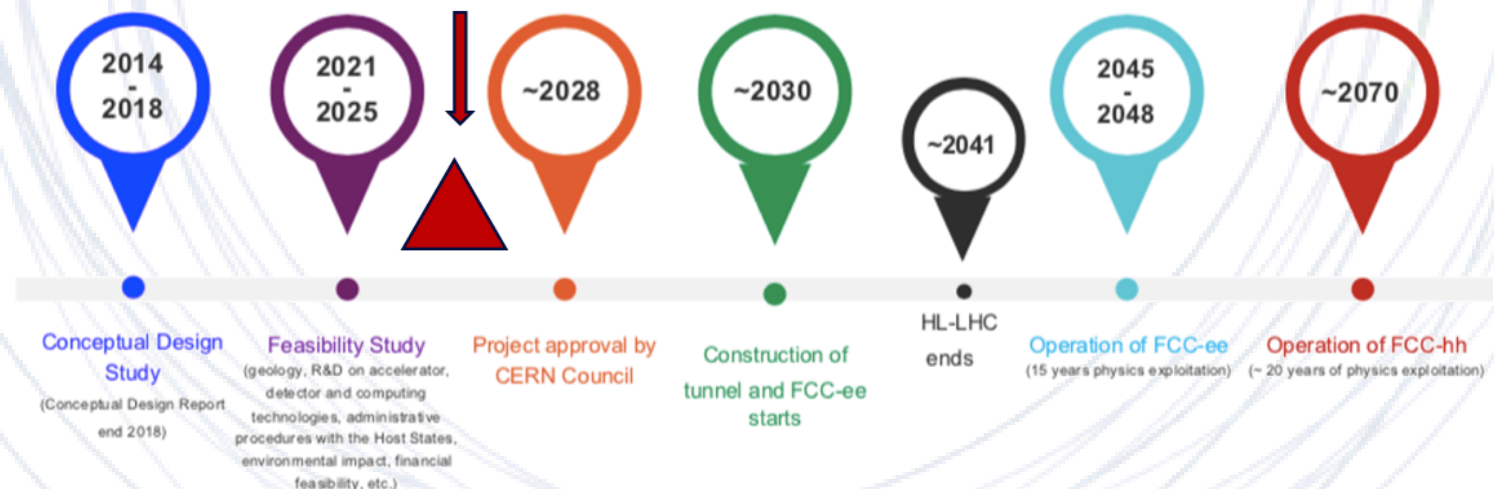 2014
-
2018
2021
-
2025
~2028
~2030
~2041
2045
-
2048
~2070
Conceptual Design
Study
(Conceptual Design Report
end 2018)
Feasibility Study
(geology, R&D on accelerator,
detector and computing
technologies, administrative
procedures with the Host States,
environmental impact, financial
feasibility, etc.)
Project approval by
CERN Council
Construction of
tunnel and FCC-ee
starts
HL-LHC
ends
Operation of FCC-ee
(15 years physics exploitation)
Operation of FCC-hh
(~ 20 years of physics exploitation)